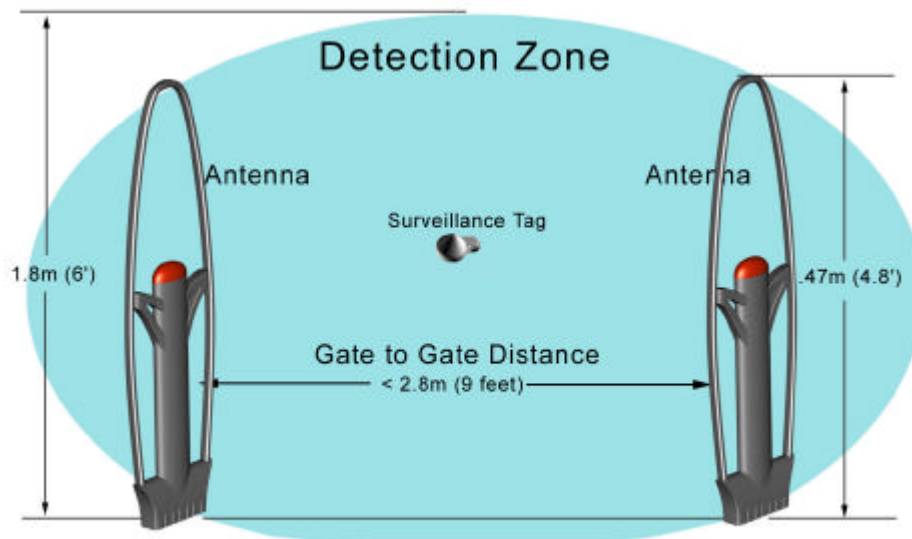 Detection Zone
Antenna
Antenna
Surveillance Tag
1.8m (6')
.47m (4.8')
Gate to Gate Distance
< 2.8m (9 feet)